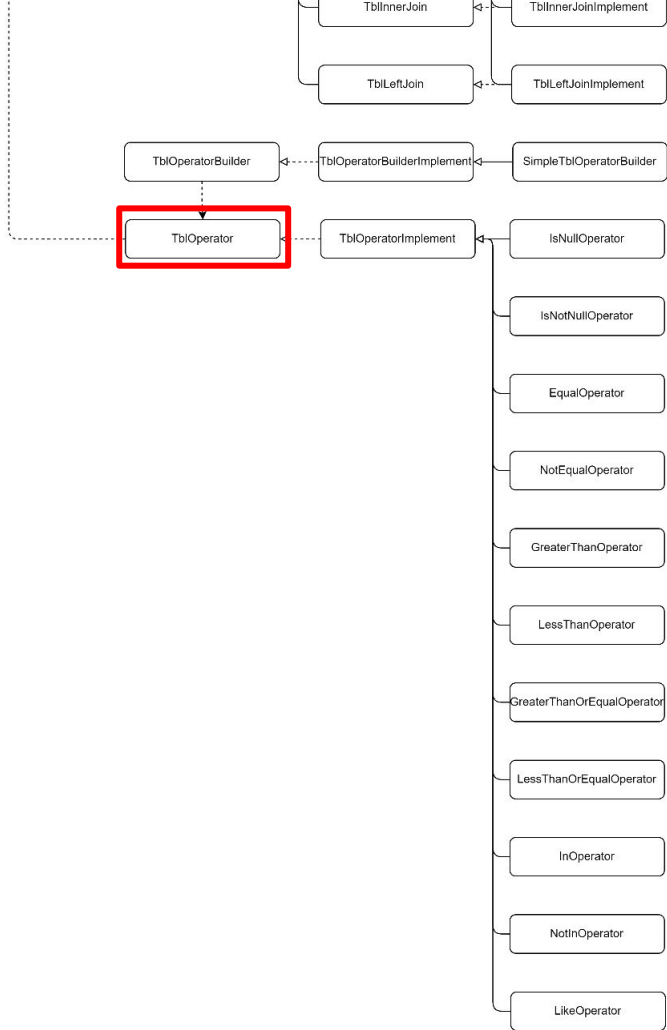 TblInnerJoin
TblInnerJoinImplement
TblLeftJoin
TblLeftJoinImplement
TblOperatorBuilder
TblOperatorBuilderImplement
SimpleTblOperatorBuilder
TblOperator
TblOperatorImplement
IsNullOperator
IsNotNullOperator
EqualOperator
NotEqualOperator
GreaterThanOperator
LessThanOperator
GreaterThanOrEqualOperator
LessThanOrEqualOperator
InOperator
NotInOperator
LikeOperator